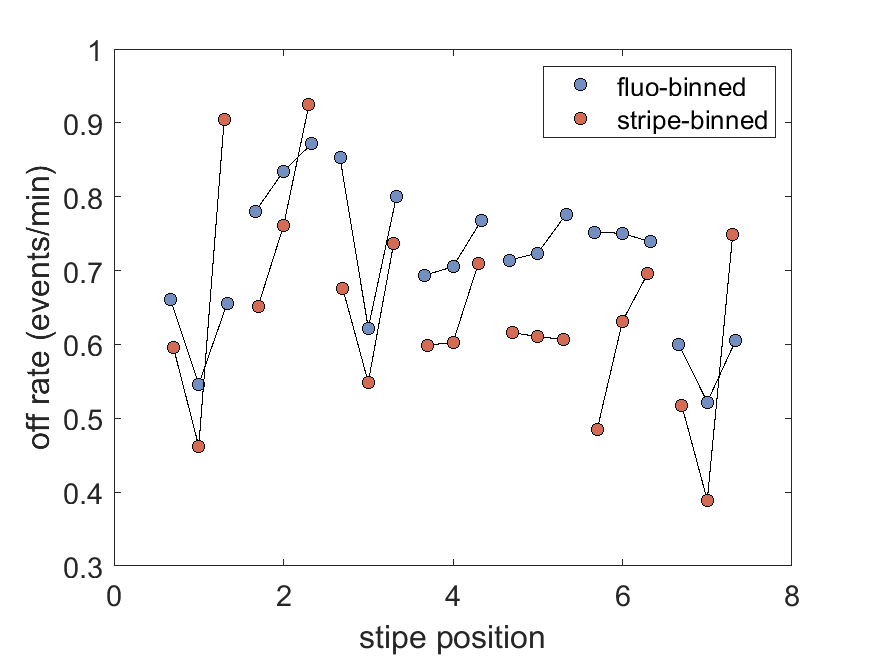 1
0.9
0.8
0.7
0.6
0.5
0.4
0.3
0 2 4 6 8
off rate (events/min)
stipe position
fluo-binned
stripe-binned